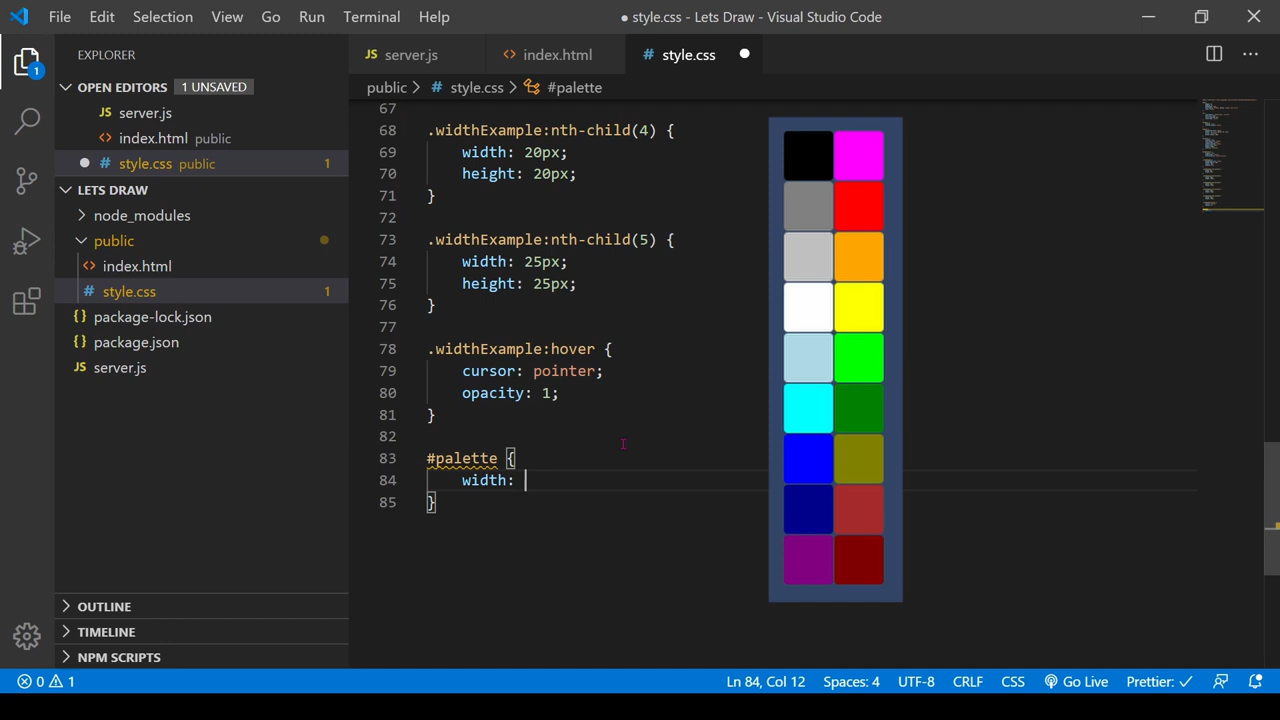 File Edit Selection View Go Run Terminal Help ● style.css - Lets Draw - Visual Studio Code
EXPLORER
OPEN EDITORS 1 UNSAVED
JS server.js
<> index.html public
# style.css public 1
LETS DRAW
node_modules
public
<> index.html
# style.css 1
{} package-lock.json
{} package.json
JS server.js
OUTLINE
TIMELINE
NPM SCRIPTS
1
JS server.js <> index.html # style.css
public > # style.css > #palette
67
68 .widthExample:nth-child(4) {
69 width: 20px;
70 height: 20px;
71 }
72
73 .widthExample:nth-child(5) {
74 width: 25px;
75 height: 25px;
76 }
77
78 .widthExample:hover {
79 cursor: pointer;
80 opacity: 1;
81 }
82
83 #palette {
84 width:
85 }
0 1 Ln 84, Col 12 Spaces: 4 UTF-8 CRLF CSS Go Live Prettier: ✓